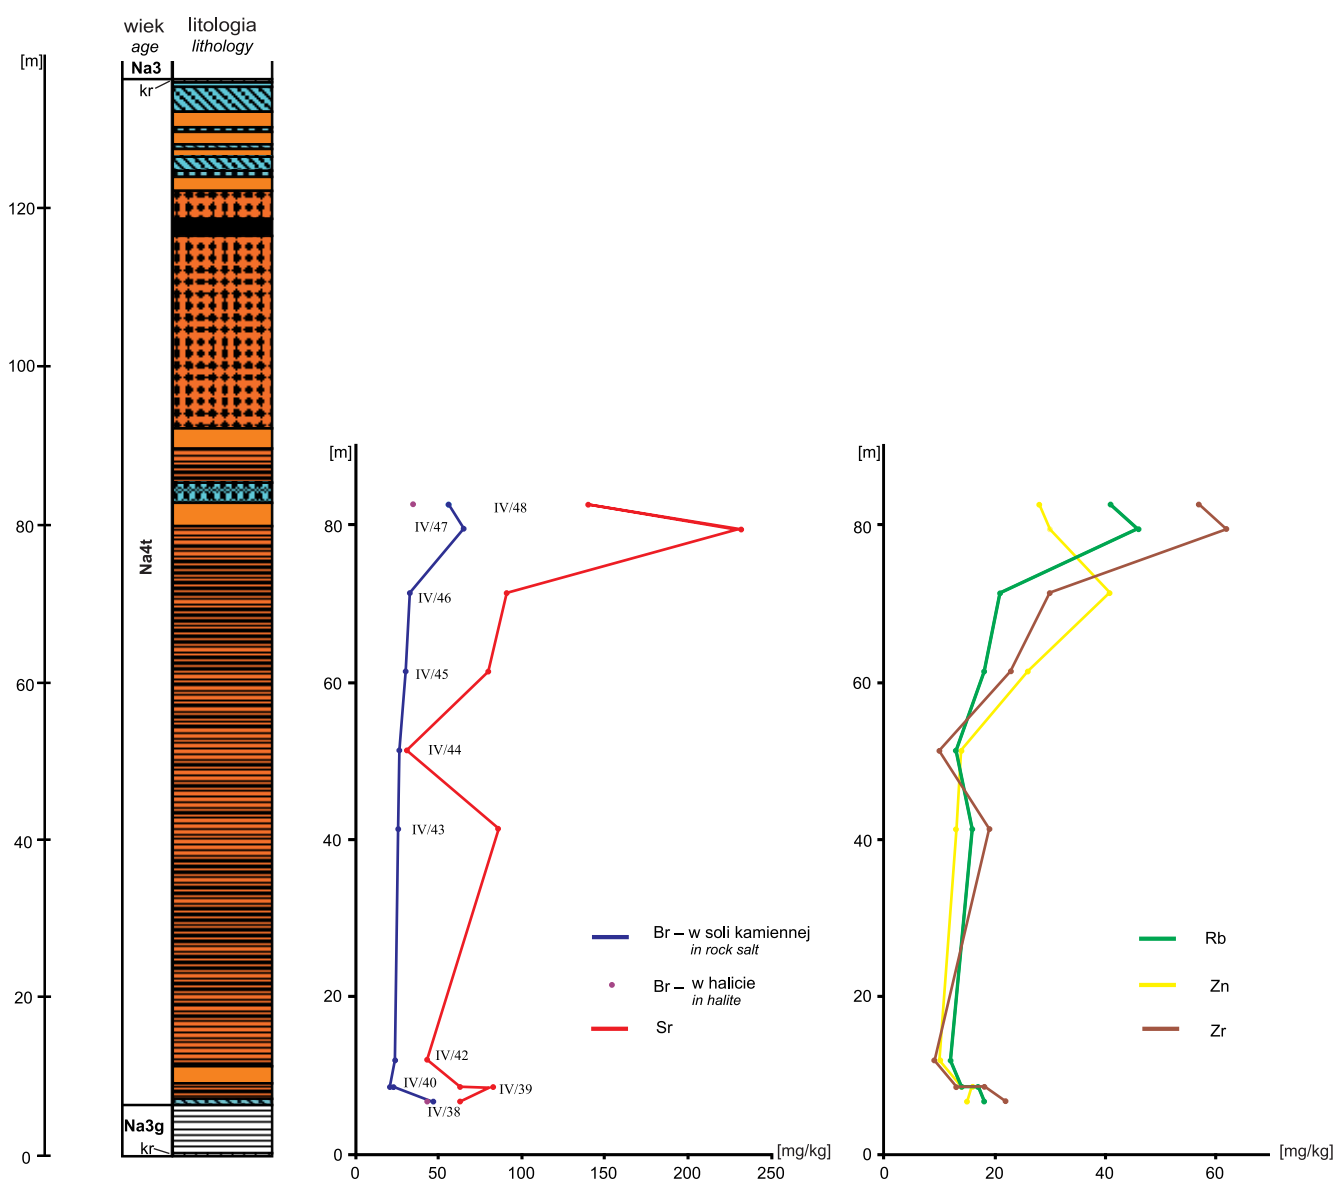 wiek
age
litologia
lithology
[m]
Na3
kr
120
100
80
60
40
20
0
Na4t
Na3g
kr
[m]
80
60
40
20
0
0
50
100
150
200
250
[mg/kg]
IV/48
IV/47
IV/46
IV/45
IV/44
IV/43
IV/42
IV/40
IV/39
IV/38
Br – w soli kamiennej
in rock salt
Br – w halicie
in halite
Sr
[m]
80
60
40
20
0
0
20
40
60
[mg/kg]
Rb
Zn
Zr